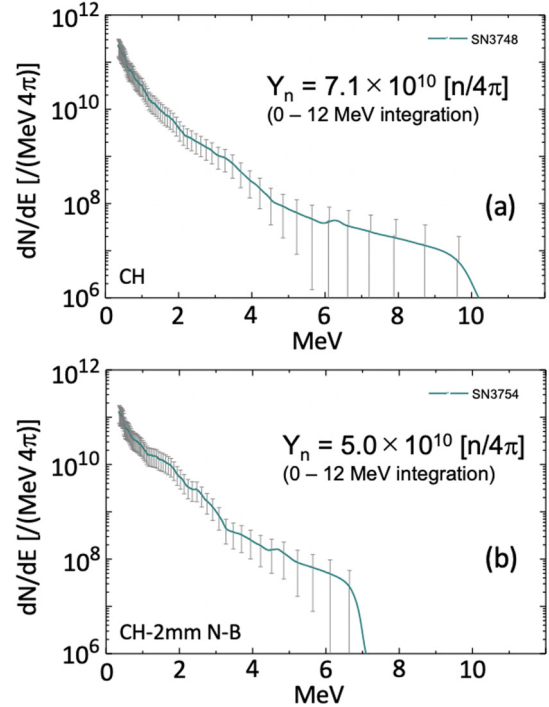 10¹²
SN3748
Yₙ = 7.1 × 10¹⁰ [n/4π]
(0 – 12 MeV integration)
10¹⁰
dN/dE [/(MeV 4π)]
10⁸
(a)
CH
10⁶
0 2 4 6 8 10
MeV
10¹²
SN3754
Yₙ = 5.0 × 10¹⁰ [n/4π]
(0 – 12 MeV integration)
10¹⁰
dN/dE [/(MeV 4π)]
10⁸
(b)
CH-2mm N-B
10⁶
0 2 4 6 8 10
MeV